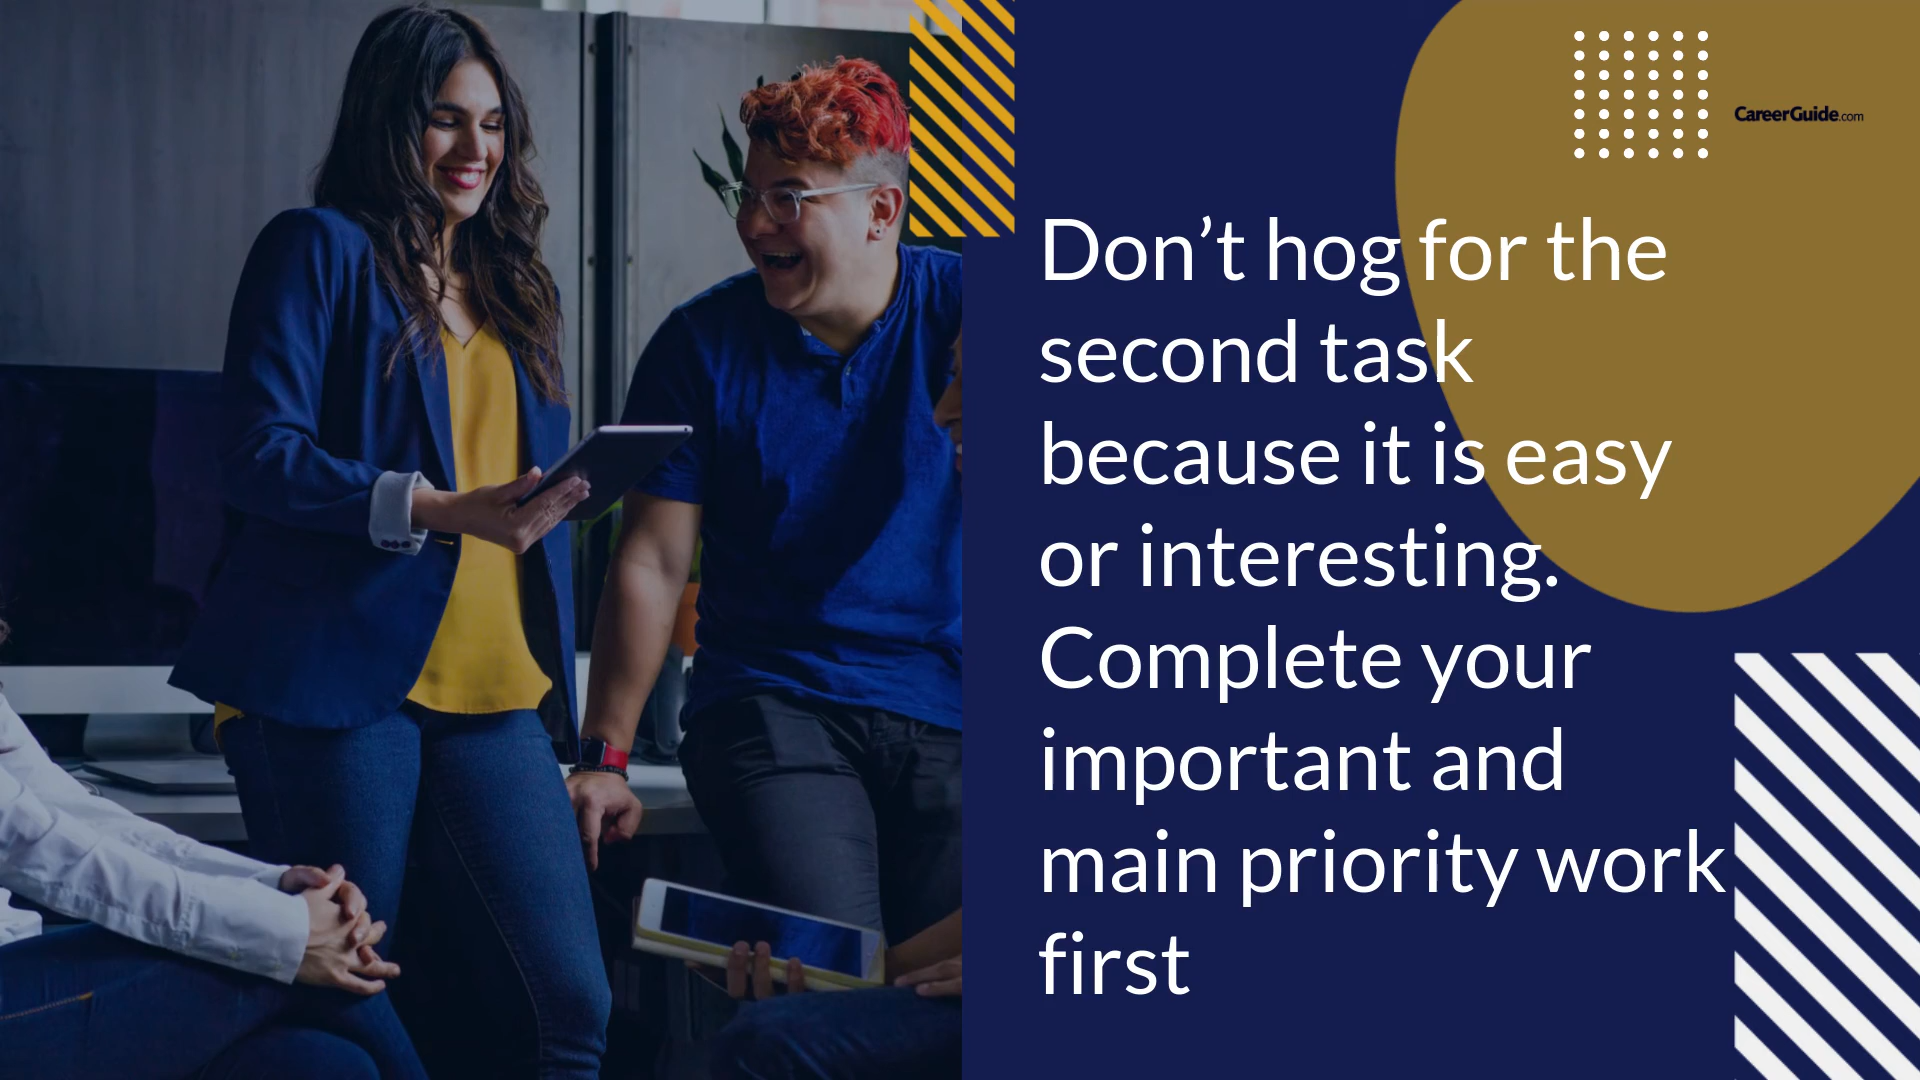 CareerGuide.com
Don’t hog for the
second task
because it is easy
or interesting.
Complete your
important and
main priority work
first